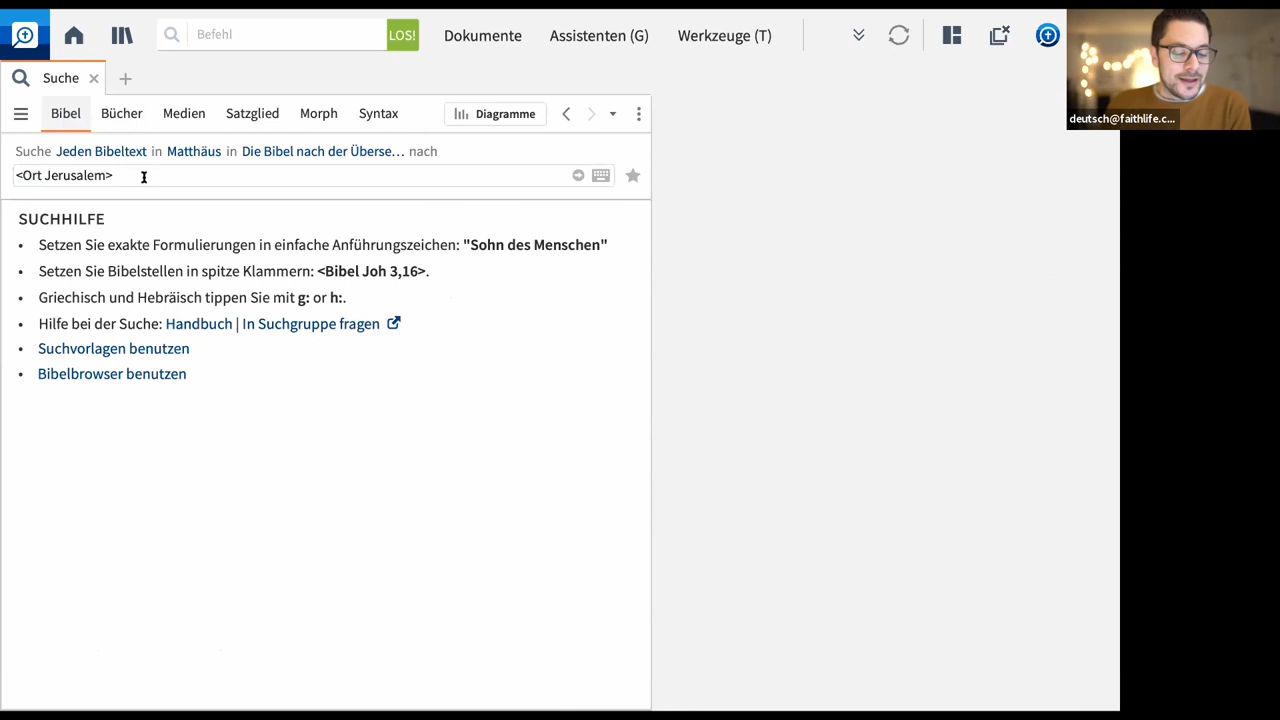 Befehl LOS! Dokumente Assistenten (G) Werkzeuge (T)
Suche
Bibel Bücher Medien Satzglied Morph Syntax Diagramme
Suche Jeden Bibeltext in Matthäus in Die Bibel nach der Überse... nach
<Ort Jerusalem>
SUCHHILFE
• Setzen Sie exakte Formulierungen in einfache Anführungszeichen: "Sohn des Menschen"
• Setzen Sie Bibelstellen in spitze Klammern: <Bibel Joh 3,16>.
• Griechisch und Hebräisch tippen Sie mit g: or h:.
• Hilfe bei der Suche: Handbuch | In Suchgruppe fragen
• Suchvorlagen benutzen
• Bibelbrowser benutzen
deutsch@faithlife.c...